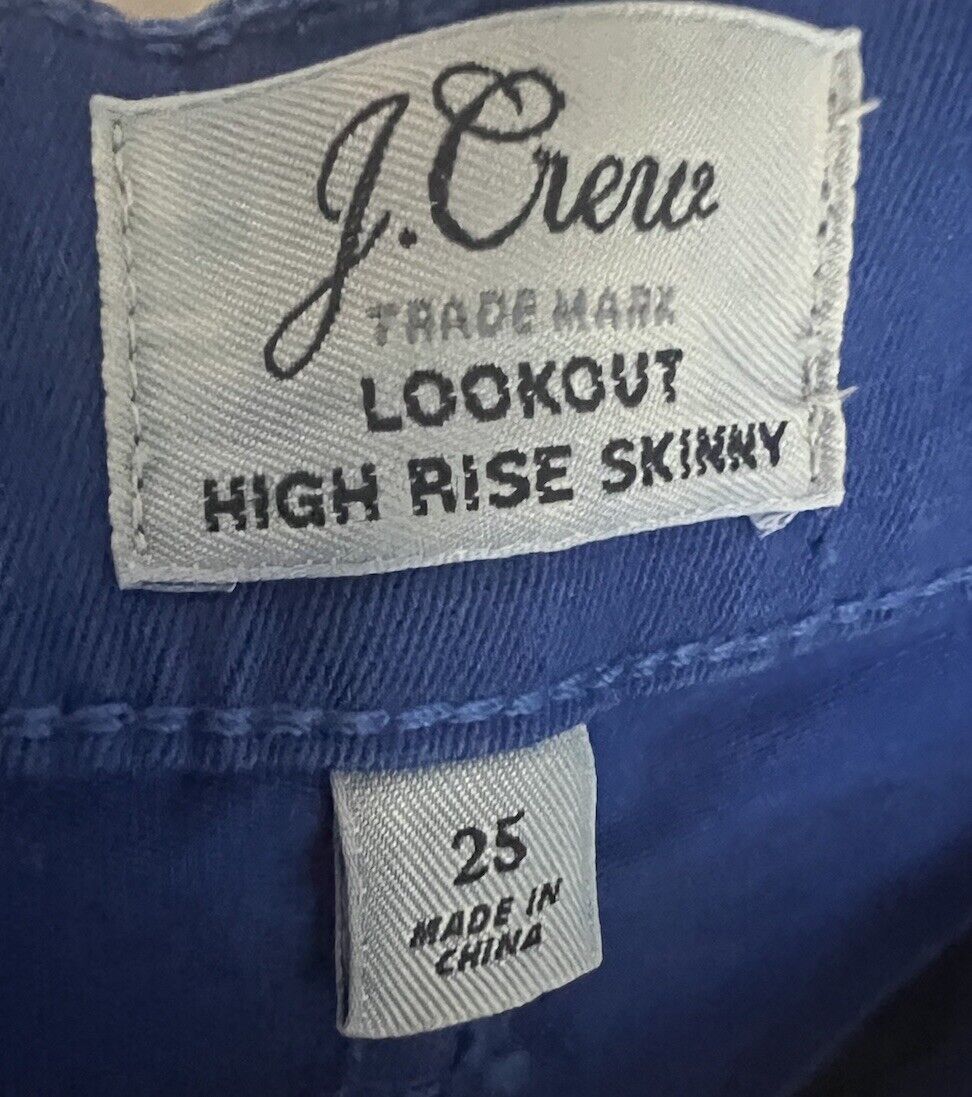 J.Crew
TRADE MARK
LOOKOUT
HIGH RISE SKINNY
25
MADE IN
CHINA